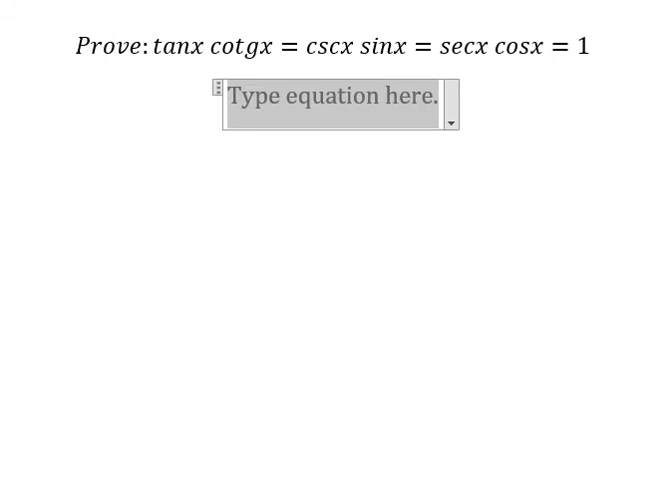 Prove: tanx cotgx = cscx sinx = secx cosx = 1
Type equation here.